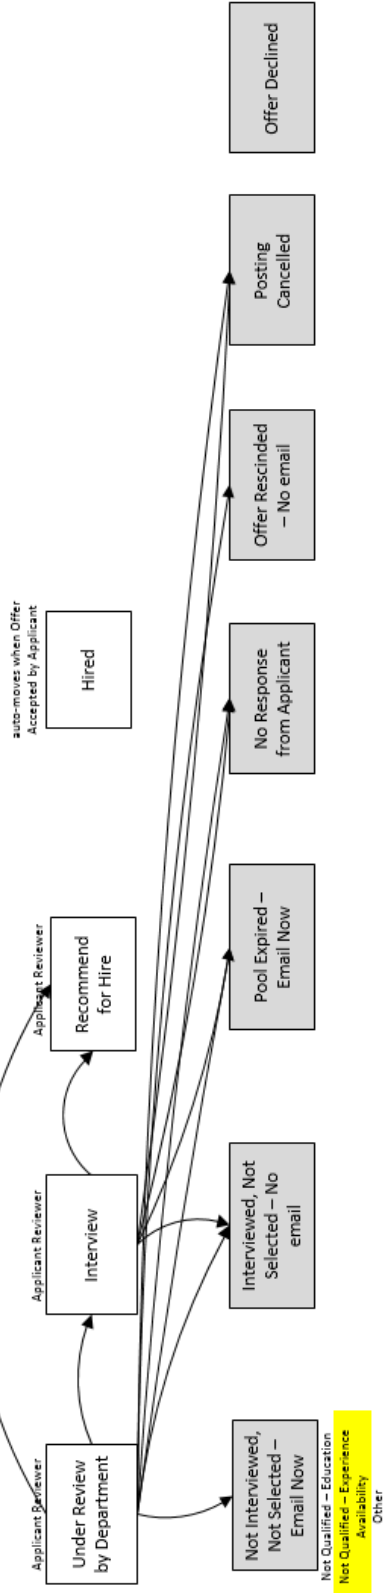 Applicant Reviewer
Under Review
by Department
Applicant Reviewer
Interview
Applicant Reviewer
Recommend
for Hire
auto-moves when Offer
Accepted by Applicant
Hired
Not Interviewed,
Not Selected –
Email Now
Not Qualified – Education
Not Qualified – Experience
Availability
Other
Interviewed, Not
Selected – No
email
Pool Expired –
Email Now
No Response
from Applicant
Offer Rescinded
– No email
Posting
Cancelled
Offer Declined